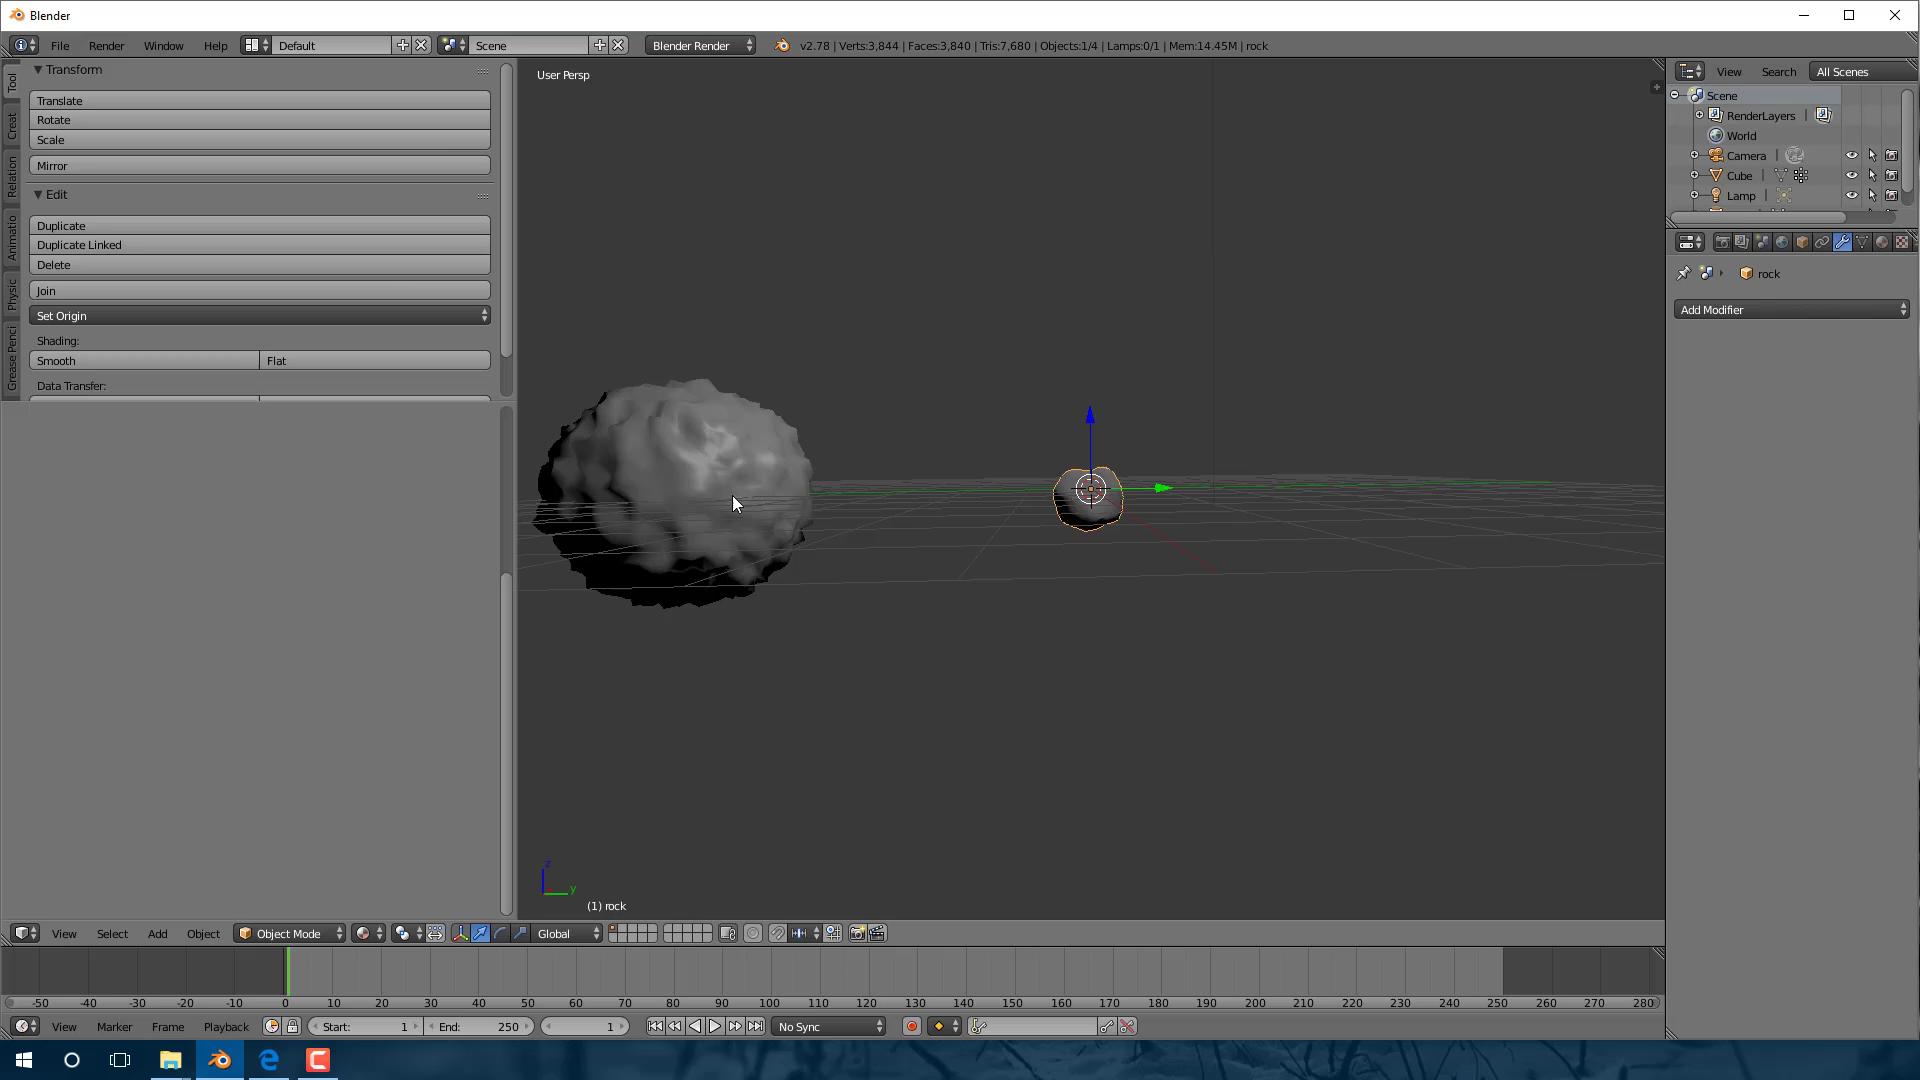 Blender
File Render Window Help Default Scene Blender Render v2.78 | Verts:3,844 | Faces:3,840 | Tris:7,680 | Objects:1/4 | Lamps:0/1 | Mem:14.45M | rock
Tool
Creat
Relation
Animatio
Physic
Grease Penci
Transform
Translate
Rotate
Scale
Mirror
Edit
Duplicate
Duplicate Linked
Delete
Join
Set Origin
Shading:
Smooth Flat
Data Transfer:
User Persp
z
y
(1) rock
View Search All Scenes
Scene
RenderLayers |
World
Camera |
Cube |
Lamp |
rock
Add Modifier
View Select Add Object Object Mode Global
-50 -40 -30 -20 -10 0 10 20 30 40 50 60 70 80 90 100 110 120 130 140 150 160 170 180 190 200 210 220 230 240 250 260 270 280
View Marker Frame Playback Start: 1 End: 250 1 No Sync